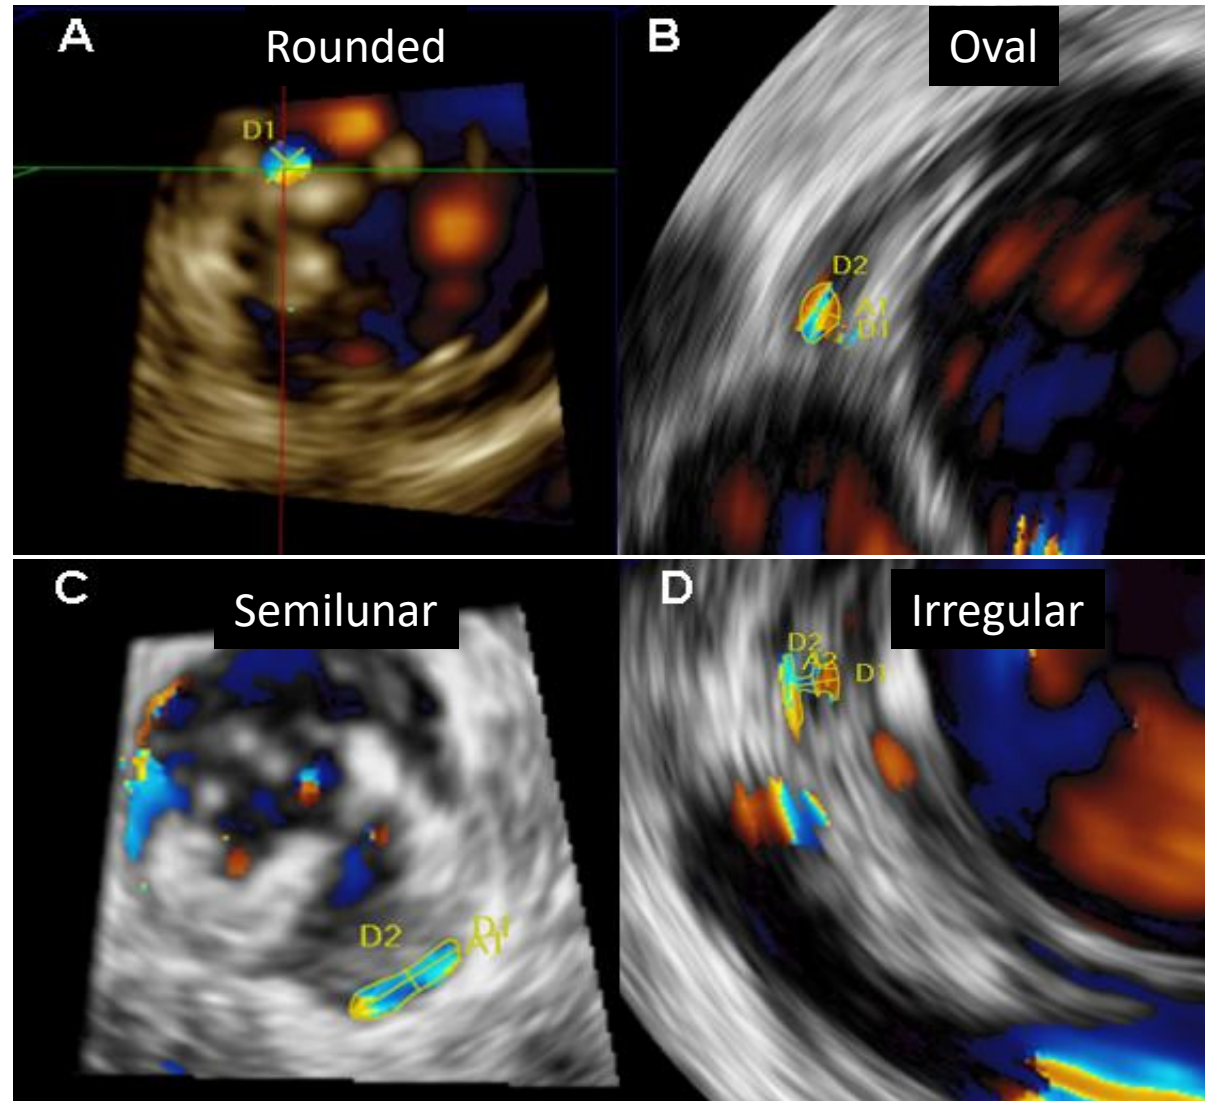 A
Rounded
D1
B
Oval
D2
A1
D1
C
Semilunar
D2
D1
A1
D
Irregular
D2
A2
D1